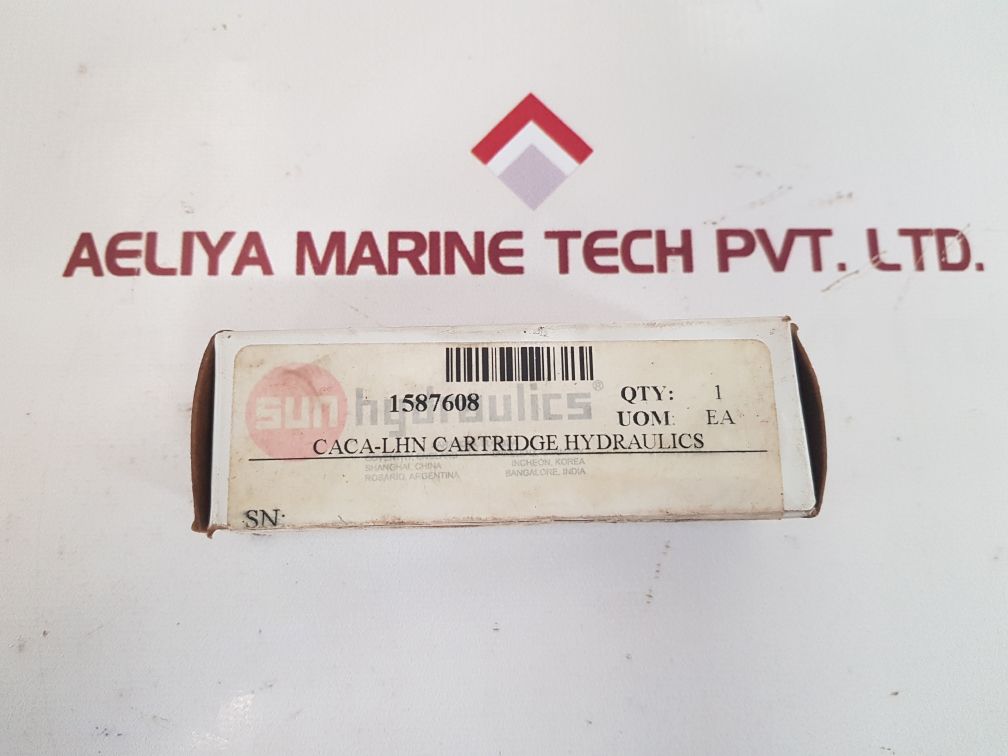 AELIYA MARINE TECH PVT. LTD.
sun hydraulics®
1587608
QTY: 1
UOM: EA
CACA-LHN CARTRIDGE HYDRAULICS
SHANGHAI, CHINA
INCHEON, KOREA
ROSARIO, ARGENTINA
BANGALORE, INDIA
SN: